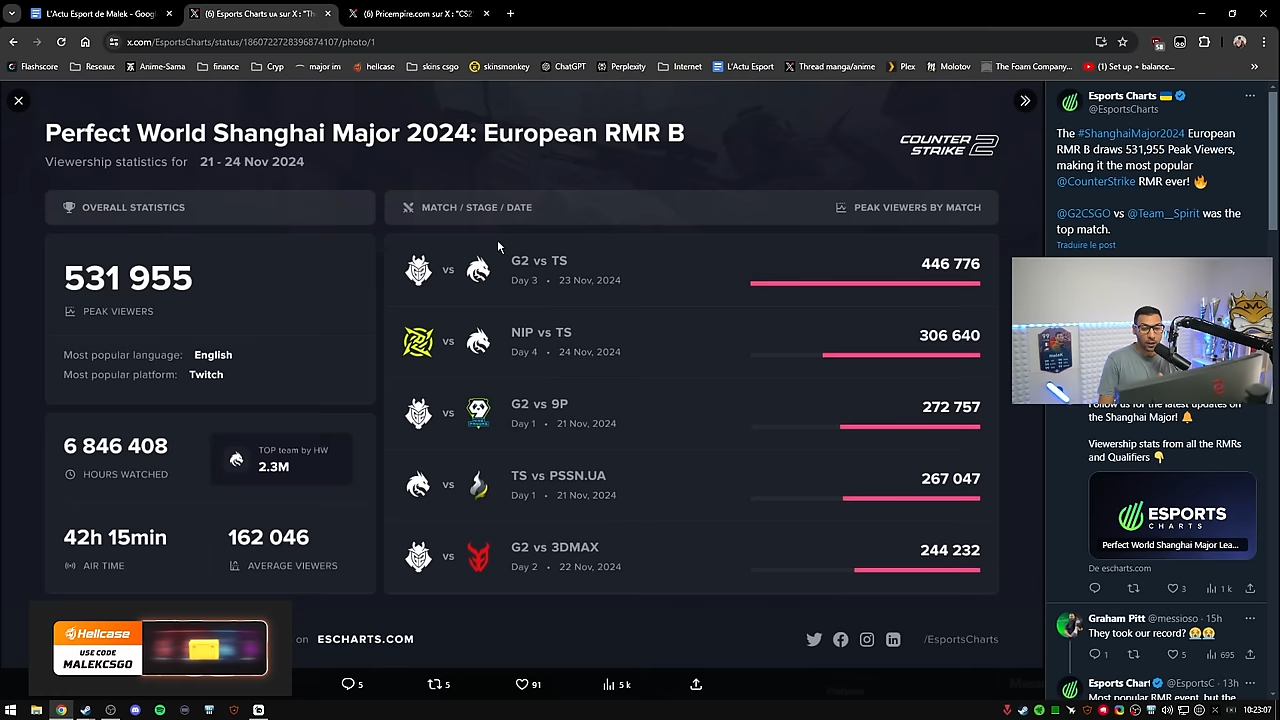 L'Actu Esport de Malek - Googl
(6) Esports Charts UA sur X : "Th
(6) Pricempire.com sur X : "CS2
x.com/EsportsCharts/status/1860722728396874107/photo/1
Flashscore
Reseaux
Anime-Sama
finance
Cryp
major im
hellcase
skins csgo
skinsmonkey
ChatGPT
Perplexity
Internet
L'Actu Esport
Thread manga/anime
Plex
Molotov
The Foam Company...
(1) Set up + balance...
Perfect World Shanghai Major 2024: European RMR B
Viewership statistics for 21 - 24 Nov 2024
COUNTER
STRIKE 2
OVERALL STATISTICS
531 955
PEAK VIEWERS
Most popular language: English
Most popular platform: Twitch
6 846 408
HOURS WATCHED
TOP team by HW
2.3M
42h 15min
AIR TIME
162 046
AVERAGE VIEWERS
MATCH / STAGE / DATE
PEAK VIEWERS BY MATCH
vs
G2 vs TS
Day 3 • 23 Nov, 2024
446 776
vs
NIP vs TS
Day 4 • 24 Nov, 2024
306 640
vs
G2 vs 9P
Day 1 • 21 Nov, 2024
272 757
vs
TS vs PSSN.UA
Day 1 • 21 Nov, 2024
267 047
vs
G2 vs 3DMAX
Day 2 • 22 Nov, 2024
244 232
on ESCHARTS.COM
/EsportsCharts
Hellcase
USE CODE
MALEKCSGO
5
5
91
5 k
Esports Charts
@EsportsCharts
The #ShanghaiMajor2024 European
RMR B draws 531,955 Peak Viewers,
making it the most popular
@CounterStrike RMR ever!
@G2CSGO vs @Team__Spirit was the
top match.
Traduire le post
Follow us for the latest updates on
the Shanghai Major!
Viewership stats from all the RMRs
and Qualifiers
ESPORTS
CHARTS
Perfect World Shanghai Major Lea...
De escharts.com
3
1 k
Graham Pitt @messioso · 15h
They took our record?
1
5
695
Esports Chart @EsportsC · 13h
Most popular RMR event, but the
10:23:07